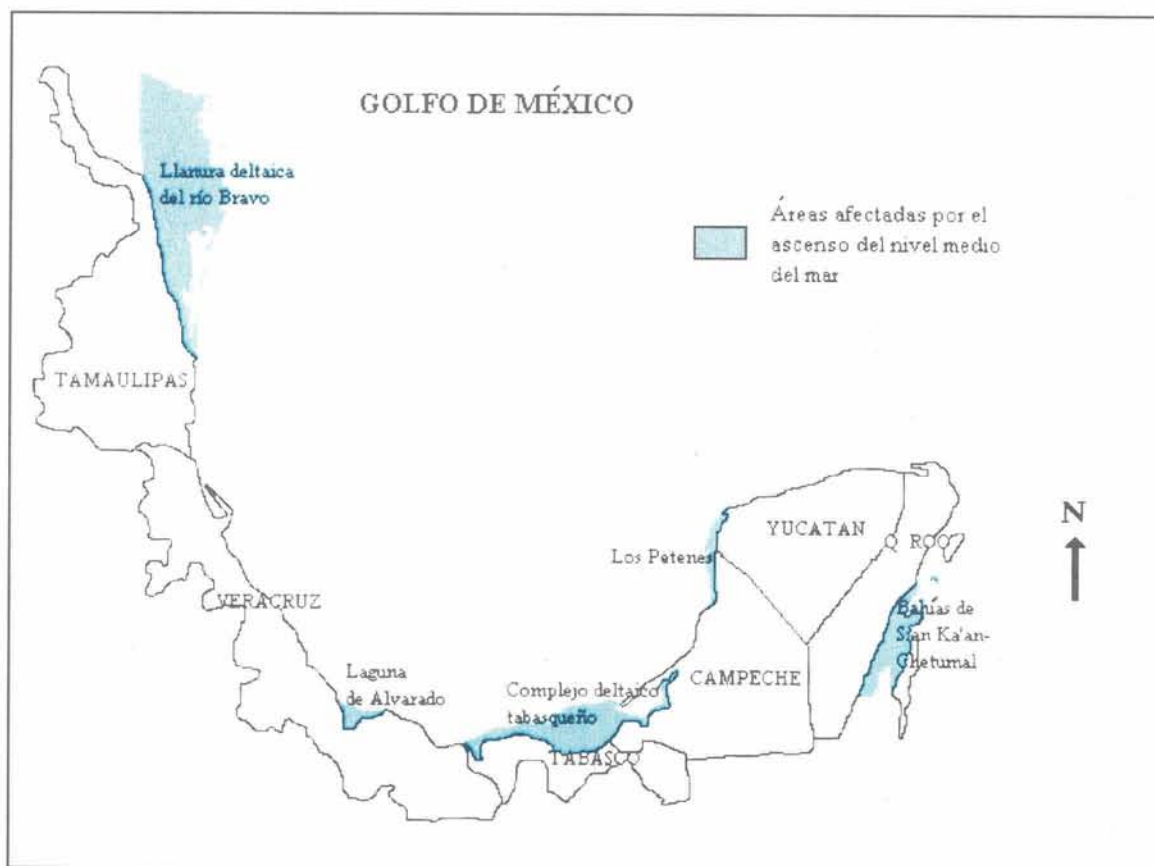 GOLFO DE MÉXICO
Llanura deltaica
del río Bravo
Áreas afectadas por el
ascenso del nivel medio
del mar
TAMAULIPAS
N
YUCATAN
Q ROO
Los Petenes
VERACRUZ
Bahías de
Sian Ka'an-
Chetumal
Laguna
de Alvarado
Complejo deltaico
tabasqueño
CAMPECHE
TABASCO